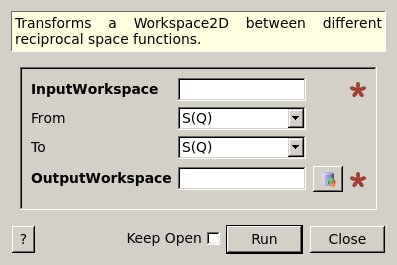 Transforms a Workspace2D between different
reciprocal space functions.
InputWorkspace
From S(Q)
To S(Q)
OutputWorkspace
? Keep Open Run Close